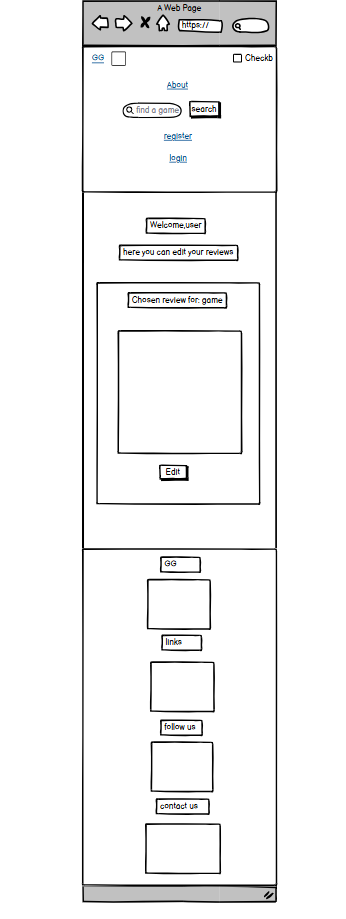 A Web Page
https://
GG
Checkb
About
find a game
search
register
login
Welcome,user
here you can edit your reviews
Chosen review for: game
Edit
GG
links
follow us
contact us